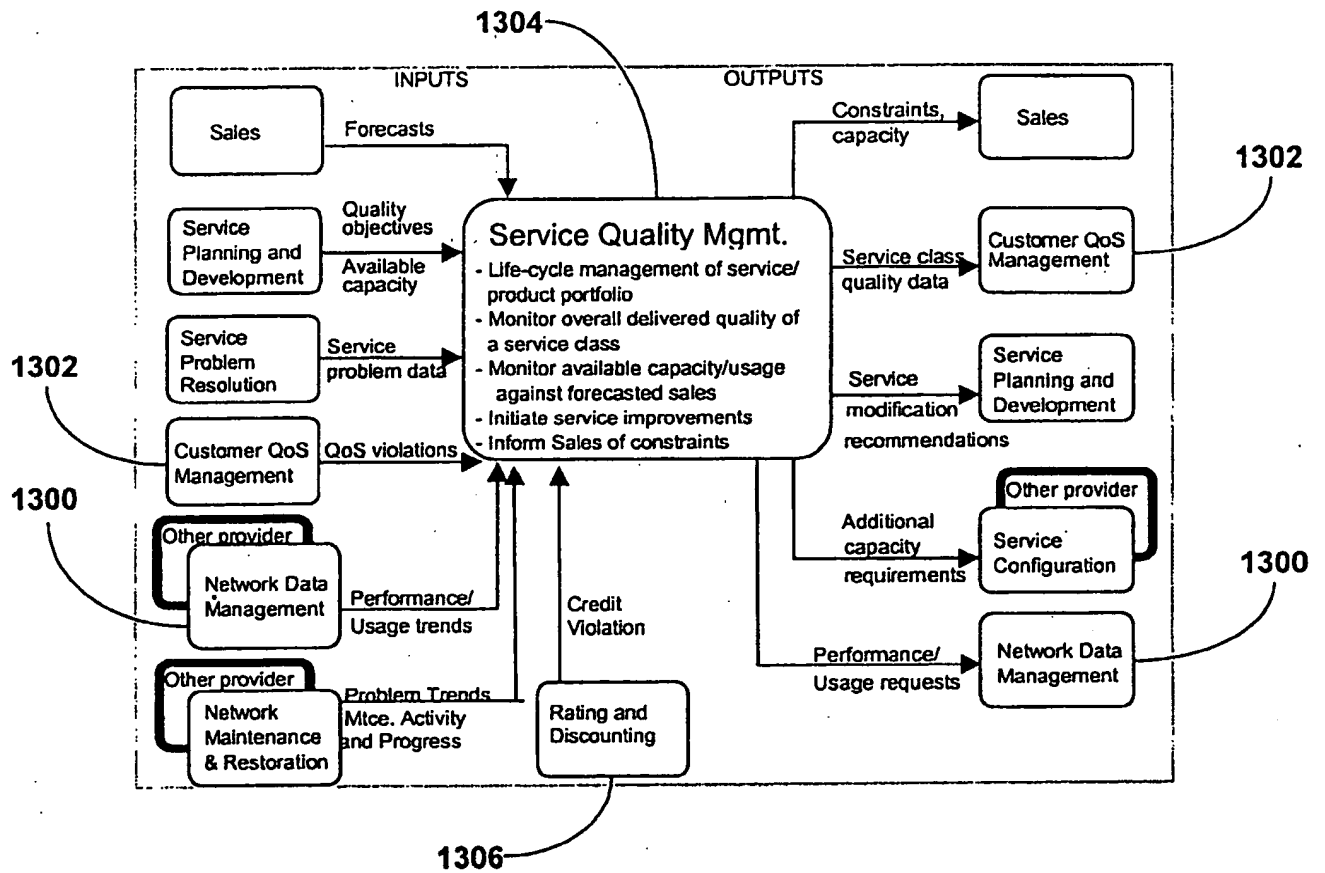 1304
INPUTS
OUTPUTS
Sales
Forecasts
Constraints,
capacity
Sales
1302
Service
Planning and
Development
Quality
objectives
Available
capacity
Service Quality Mgmt.
- Life-cycle management of service/
product portfolio
- Monitor overall delivered quality of
a service class
- Monitor available capacity/usage
against forecasted sales
- Initiate service improvements
- Inform Sales of constraints
Service class
quality data
Customer QoS
Management
1302
Service
Problem
Resolution
Service
problem data
Service
modification
recommendations
Service
Planning and
Development
Customer QoS
Management
QoS violations
1300
Other provider
Network Data
Management
Performance/
Usage trends
Credit
Violation
Additional
capacity
requirements
Other provider
Service
Configuration
1300
Other provider
Network
Maintenance
& Restoration
Problem Trends
Mtce. Activity
and Progress
Rating and
Discounting
Performance/
Usage requests
Network Data
Management
1306